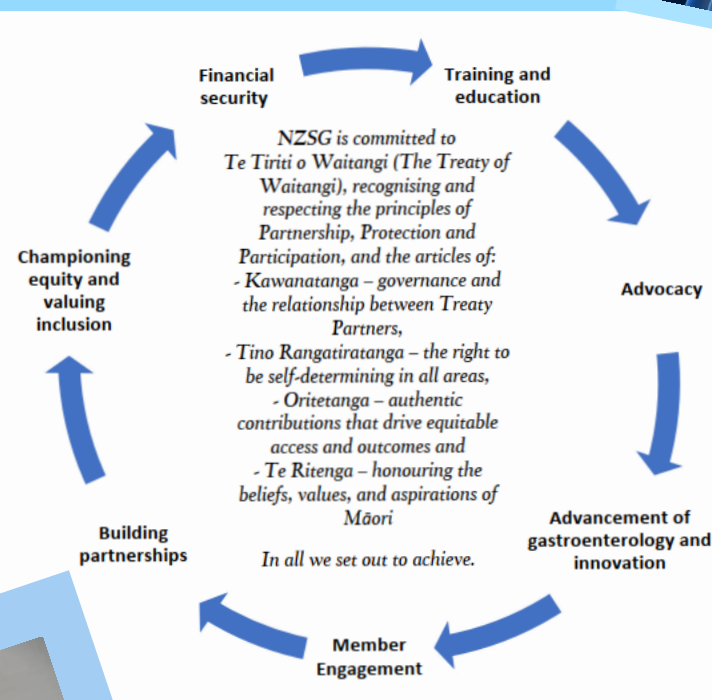 Financial
security
Training and
education
NZSG is committed to
Te Tiriti o Waitangi (The Treaty of
Waitangi), recognising and
respecting the principles of
Partnership, Protection and
Participation, and the articles of:
- Kawanatanga – governance and
the relationship between Treaty
Partners,
- Tino Rangatiratanga – the right to
be self-determining in all areas,
- Oritetanga – authentic
contributions that drive equitable
access and outcomes and
- Te Ritenga – honouring the
beliefs, values, and aspirations of
Māori
In all we set out to achieve.
Advocacy
Advancement of
gastroenterology and
innovation
Member
Engagement
Building
partnerships
Championing
equity and
valuing
inclusion